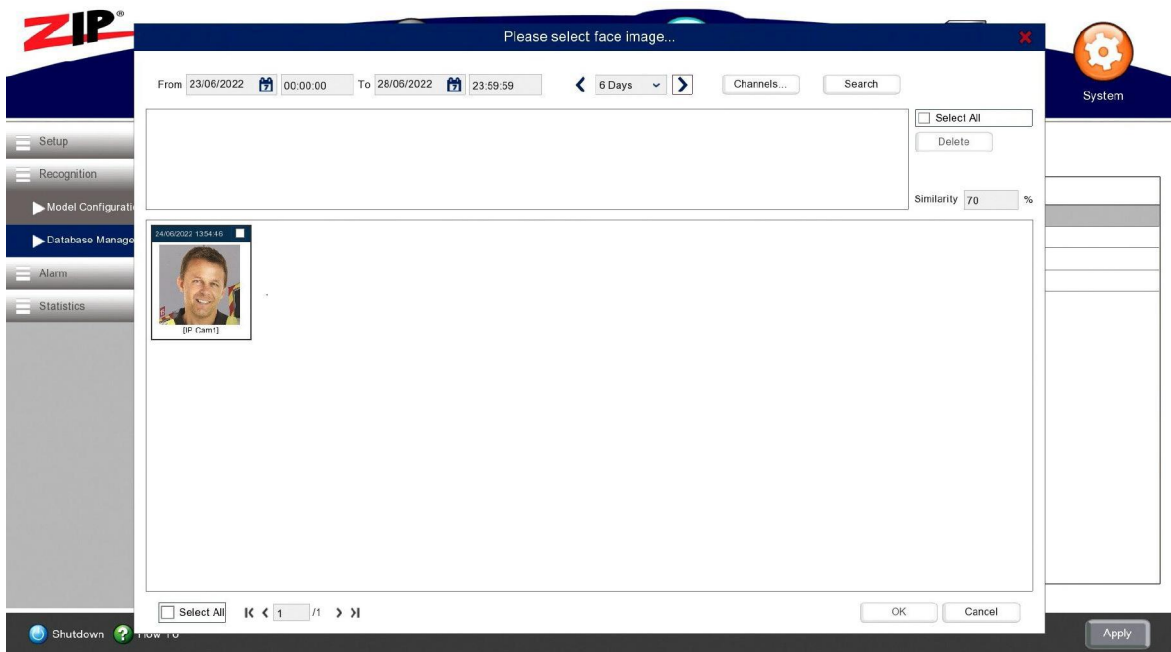 ZIP®
Please select face image...
From 23/06/2022 00:00:00 To 28/06/2022 23:59:59 6 Days Channels... Search
System
Select All
Setup
Delete
Recognition
Similarity 70 %
Model Configurati
24/06/2022 13:54:46
Database Manage
Alarm
Statistics
[IP Cam1]
Select All 1 /1 OK Cancel
Shutdown How To
Apply